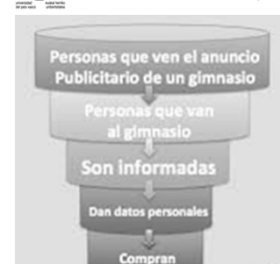 Personas que ven el anuncio
Publicitario de un gimnasio
Personas que van
al gimnasio
Son informadas
Dan datos personales
Compran